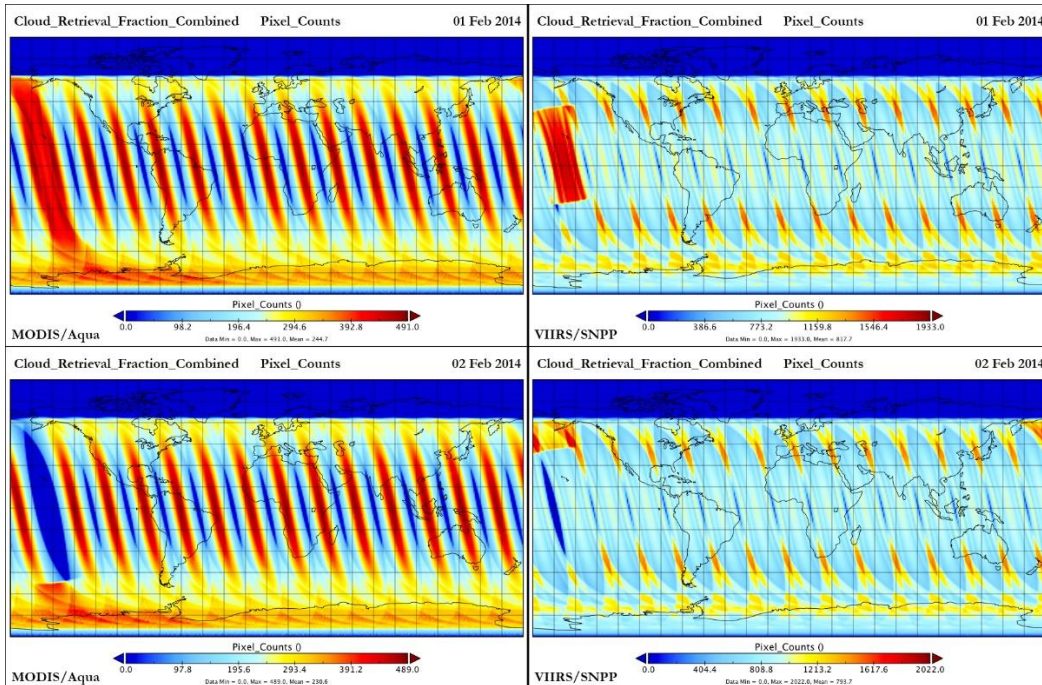 Cloud_Retrieval_Fraction_Combined Pixel_Counts 01 Feb 2014
Pixel_Counts ()
0.0 98.2 196.4 294.6 392.8 491.0
MODIS/Aqua
Data Min = 0.0, Max = 491.0, Mean = 244.7
Cloud_Retrieval_Fraction_Combined Pixel_Counts 01 Feb 2014
Pixel_Counts ()
0.0 386.6 773.2 1159.8 1546.4 1933.0
VIIRS/SNPP
Data Min = 0.0, Max = 1933.0, Mean = 817.7
Cloud_Retrieval_Fraction_Combined Pixel_Counts 02 Feb 2014
Pixel_Counts ()
0.0 97.8 195.6 293.4 391.2 489.0
MODIS/Aqua
Data Min = 0.0, Max = 489.0, Mean = 230.6
Cloud_Retrieval_Fraction_Combined Pixel_Counts 02 Feb 2014
Pixel_Counts ()
0.0 404.4 808.8 1213.2 1617.6 2022.0
VIIRS/SNPP
Data Min = 0.0, Max = 2022.0, Mean = 793.7